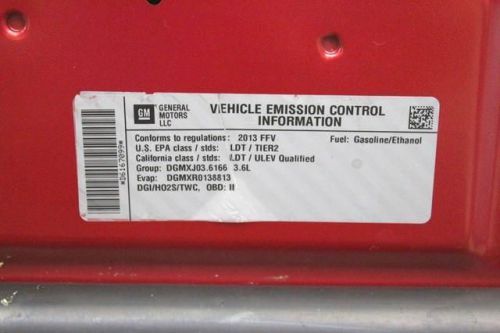 GM
GENERAL
MOTORS
LLC
VEHICLE EMISSION CONTROL
INFORMATION
Conforms to regulations: 2013 FFV
Fuel: Gasoline/Ethanol
U.S. EPA class / stds: LDT / TIER2
California class / stds: LDT / ULEV Qualified
Group: DGMXJ03.6166 3.6L
Evap: DGMXR0138813
DGI/HO2S/TWC, OBD: II
*DG167099*